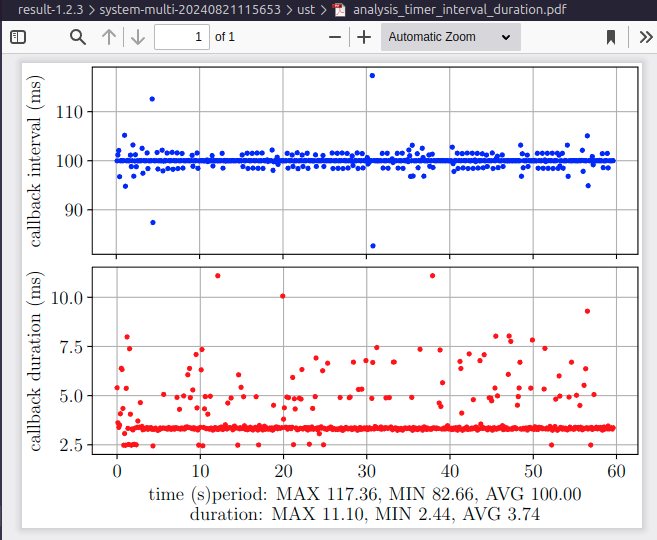 result-1.2.3 > system-multi-20240821115653 > ust > analysis_timer_interval_duration.pdf
1 of 1
Automatic Zoom
callback interval (ms)
110
100
90
callback duration (ms)
10.0
7.5
5.0
2.5
0 10 20 30 40 50 60
time (s)period: MAX 117.36, MIN 82.66, AVG 100.00
duration: MAX 11.10, MIN 2.44, AVG 3.74